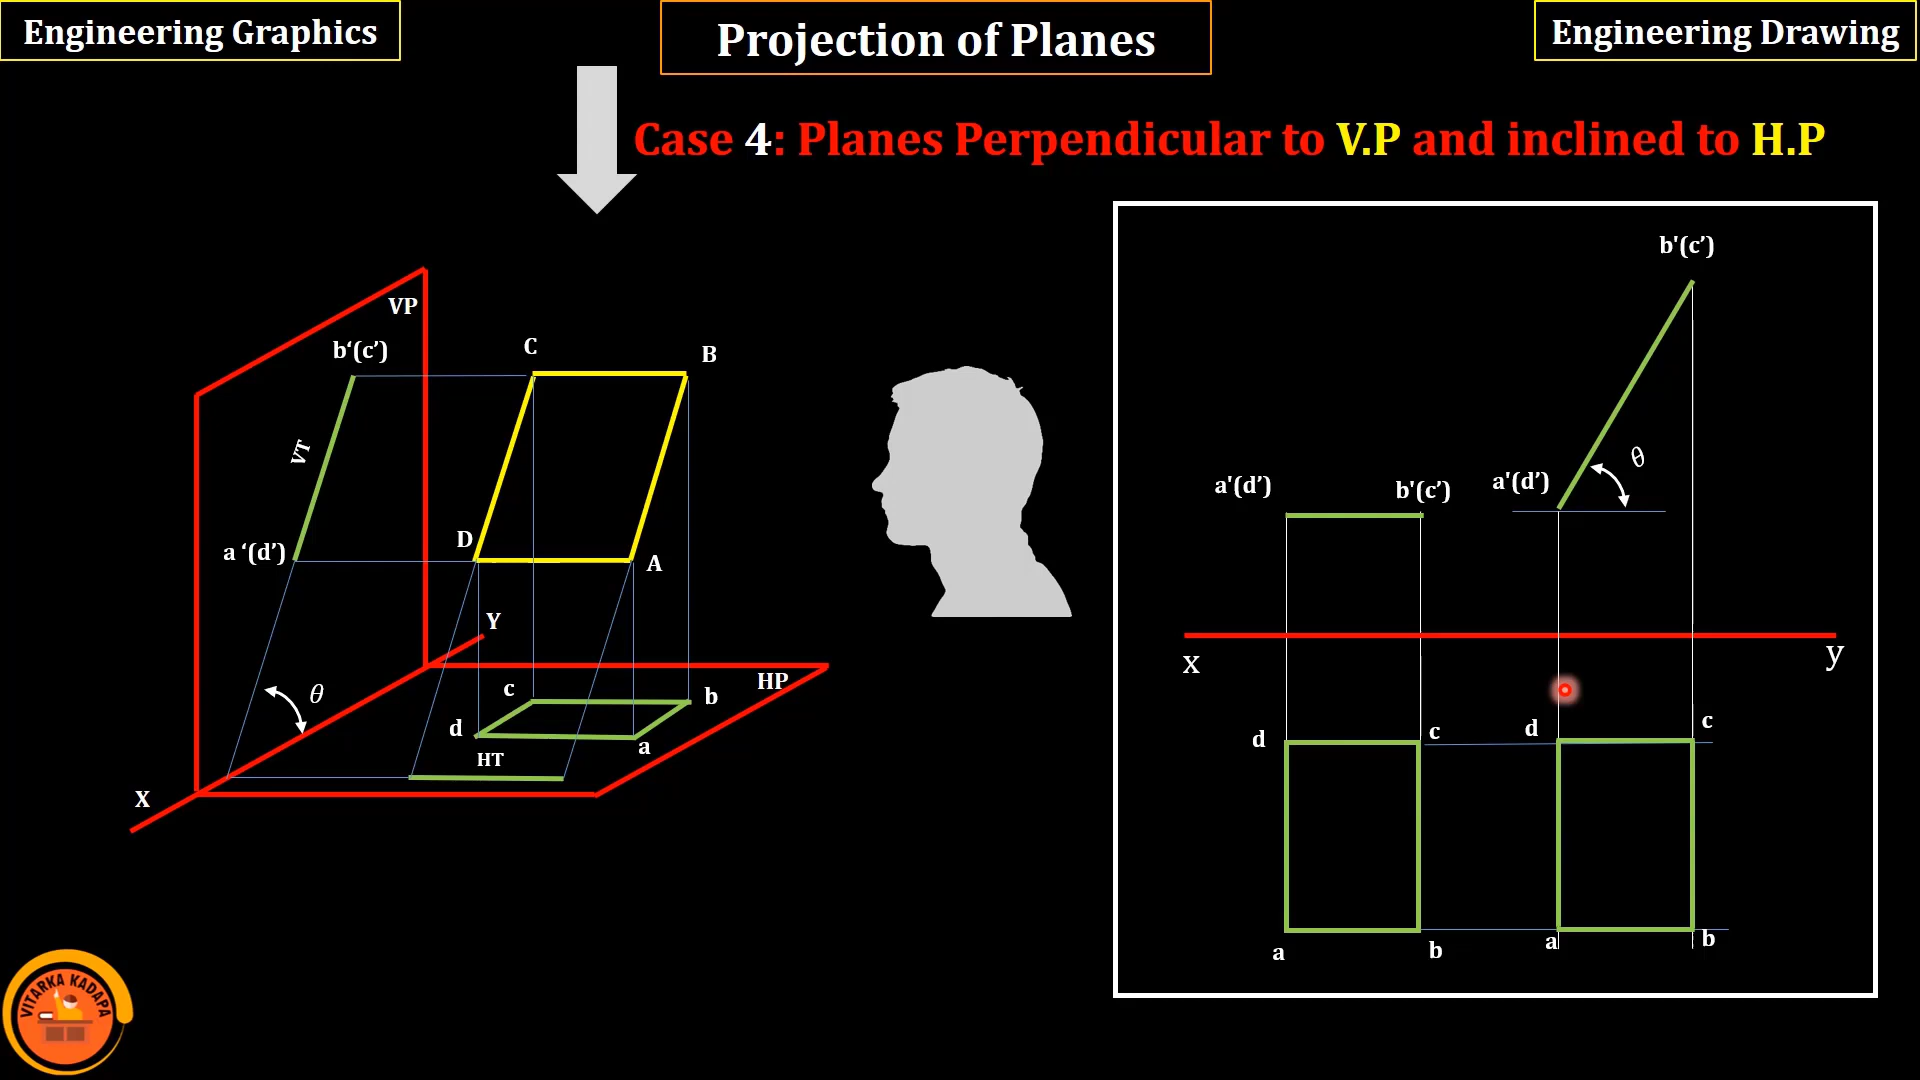 Engineering Graphics
Projection of Planes
Engineering Drawing
Case 4: Planes Perpendicular to V.P and inclined to H.P
VP
b‘(c’)
C
B
VT
a ‘(d’)
D
A
Y
θ
c
b
HP
d
a
HT
X
b'(c’)
θ
a'(d’)
b'(c’)
a'(d’)
x
y
d
c
d
c
a
b
a
b
VITARKA KADAPA